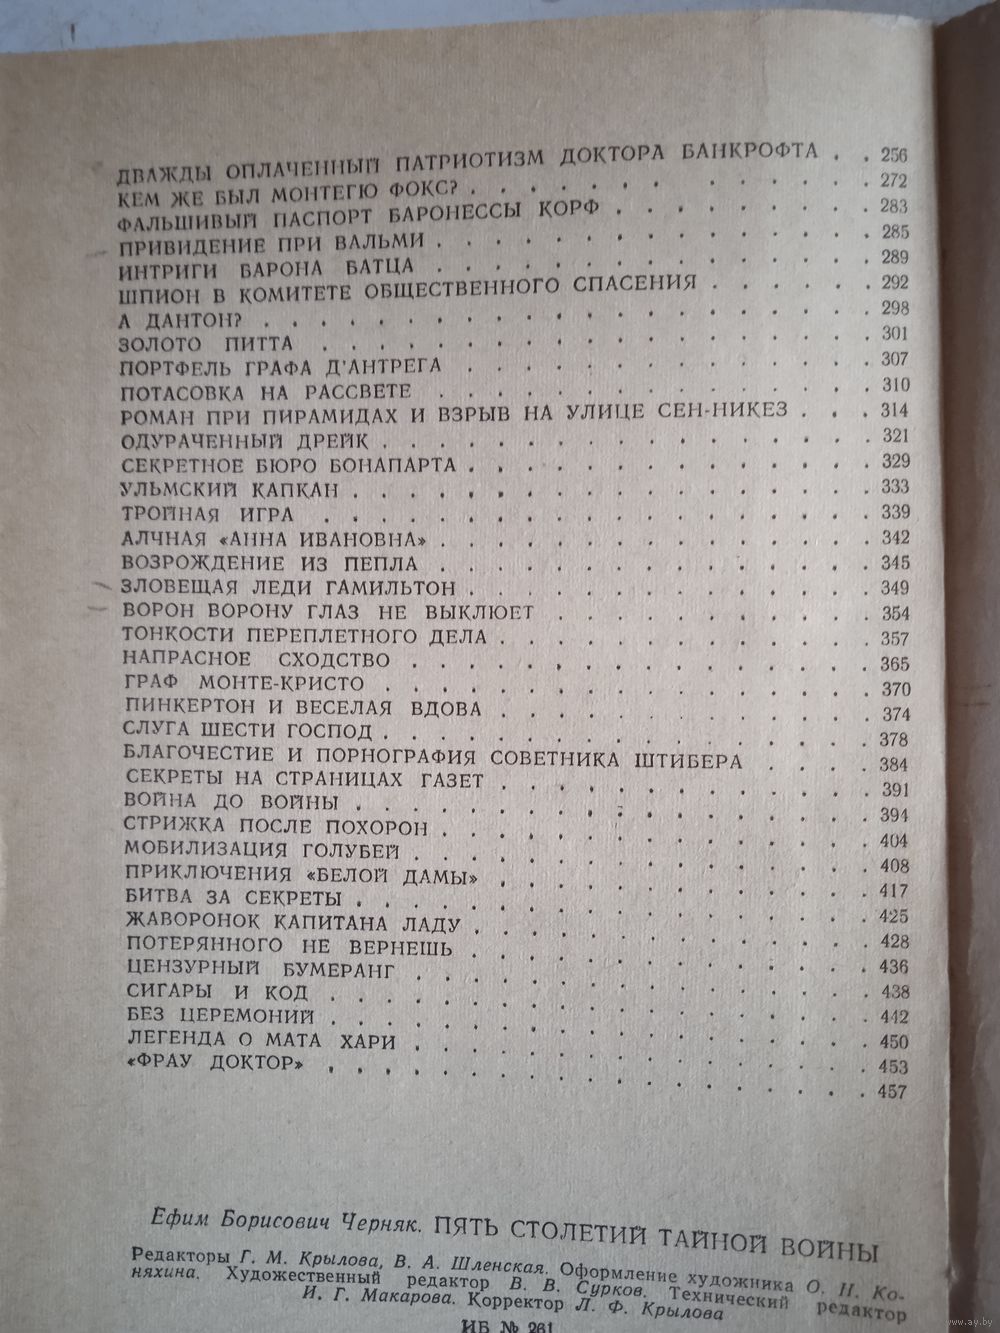 ДВАЖДЫ ОПЛАЧЕННЫЙ ПАТРИОТИЗМ ДОКТОРА БАНКРОФТА . . 256
КЕМ ЖЕ БЫЛ МОНТЕГЮ ФОКС? . . . . . . . . . . . . . 272
ФАЛЬШИВЫЙ ПАСПОРТ БАРОНЕССЫ КОРФ . . . . . . . . . 283
ПРИВИДЕНИЕ ПРИ ВАЛЬМИ . . . . . . . . . . . . . . . 285
ИНТРИГИ БАРОНА БАТЦА . . . . . . . . . . . . . . . 289
ШПИОН В КОМИТЕТЕ ОБЩЕСТВЕННОГО СПАСЕНИЯ . . . . . . 292
А ДАНТОН? . . . . . . . . . . . . . . . . . . . . . 298
ЗОЛОТО ПИТТА . . . . . . . . . . . . . . . . . . . 301
ПОРТФЕЛЬ ГРАФА Д'АНТРЕГА . . . . . . . . . . . . . 307
ПОТАСОВКА НА РАССВЕТЕ . . . . . . . . . . . . . . . 310
РОМАН ПРИ ПИРАМИДАХ И ВЗРЫВ НА УЛИЦЕ СЕН-НИКЕЗ . . . 314
ОДУРАЧЕННЫЙ ДРЕЙК . . . . . . . . . . . . . . . . . 321
СЕКРЕТНОЕ БЮРО БОНАПАРТА . . . . . . . . . . . . . 329
УЛЬМСКИЙ КАПКАН . . . . . . . . . . . . . . . . . . 333
ТРОЙНАЯ ИГРА . . . . . . . . . . . . . . . . . . . 339
АЛЧНАЯ «АННА ИВАНОВНА» . . . . . . . . . . . . . . 342
ВОЗРОЖДЕНИЕ ИЗ ПЕПЛА . . . . . . . . . . . . . . . 345
ЗЛОВЕЩАЯ ЛЕДИ ГАМИЛЬТОН . . . . . . . . . . . . . . 349
ВОРОН ВОРОНУ ГЛАЗ НЕ ВЫКЛЮЕТ . . . . . . . . . . . 354
ТОНКОСТИ ПЕРЕПЛЕТНОГО ДЕЛА . . . . . . . . . . . . 357
НАПРАСНОЕ СХОДСТВО . . . . . . . . . . . . . . . . 365
ГРАФ МОНТЕ-КРИСТО . . . . . . . . . . . . . . . . . 370
ПИНКЕРТОН И ВЕСЕЛАЯ ВДОВА . . . . . . . . . . . . . 374
СЛУГА ШЕСТИ ГОСПОД . . . . . . . . . . . . . . . . 378
БЛАГОЧЕСТИЕ И ПОРНОГРАФИЯ СОВЕТНИКА ШТИБЕРА . . . . 384
СЕКРЕТЫ НА СТРАНИЦАХ ГАЗЕТ . . . . . . . . . . . . 391
ВОЙНА ДО ВОЙНЫ . . . . . . . . . . . . . . . . . . 394
СТРИЖКА ПОСЛЕ ПОХОРОН . . . . . . . . . . . . . . . 404
МОБИЛИЗАЦИЯ ГОЛУБЕЙ . . . . . . . . . . . . . . . . 408
ПРИКЛЮЧЕНИЯ «БЕЛОЙ ДАМЫ» . . . . . . . . . . . . . 417
БИТВА ЗА СЕКРЕТЫ . . . . . . . . . . . . . . . . . 425
ЖАВОРОНОК КАПИТАНА ЛАДУ . . . . . . . . . . . . . . 428
ПОТЕРЯННОГО НЕ ВЕРНЕШЬ . . . . . . . . . . . . . . 436
ЦЕНЗУРНЫЙ БУМЕРАНГ . . . . . . . . . . . . . . . . 438
СИГАРЫ И КОД . . . . . . . . . . . . . . . . . . . 442
БЕЗ ЦЕРЕМОНИЙ . . . . . . . . . . . . . . . . . . . 450
ЛЕГЕНДА О МАТА ХАРИ . . . . . . . . . . . . . . . . 453
«ФРАУ ДОКТОР» . . . . . . . . . . . . . . . . . . . 457
Ефим Борисович Черняк. ПЯТЬ СТОЛЕТИЙ ТАЙНОЙ ВОЙНЫ
Редакторы Г. М. Крылова, В. А. Шленская. Оформление художника О. Н. Ко-
няхина. Художественный редактор В. В. Сурков. Технический редактор
И. Г. Макарова. Корректор Л. Ф. Крылова
ИБ № 261
www.ay.by